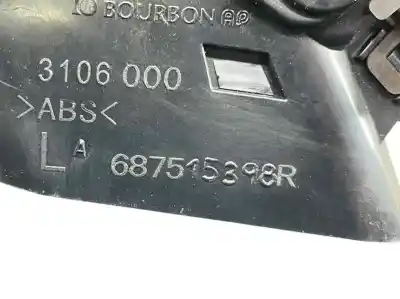 BOURBON AP
3106 000
>ABS<
L A 687515398R